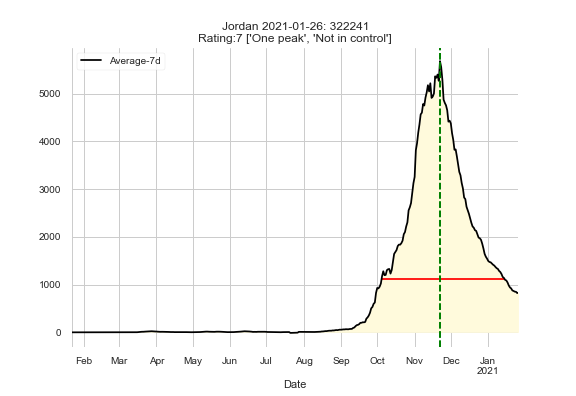 Jordan 2021-01-26: 322241
Rating:7 ['One peak', 'Not in control']
Average-7d
5000
4000
3000
2000
1000
0
Feb Mar Apr May Jun Jul Aug Sep Oct Nov Dec Jan
2021
Date